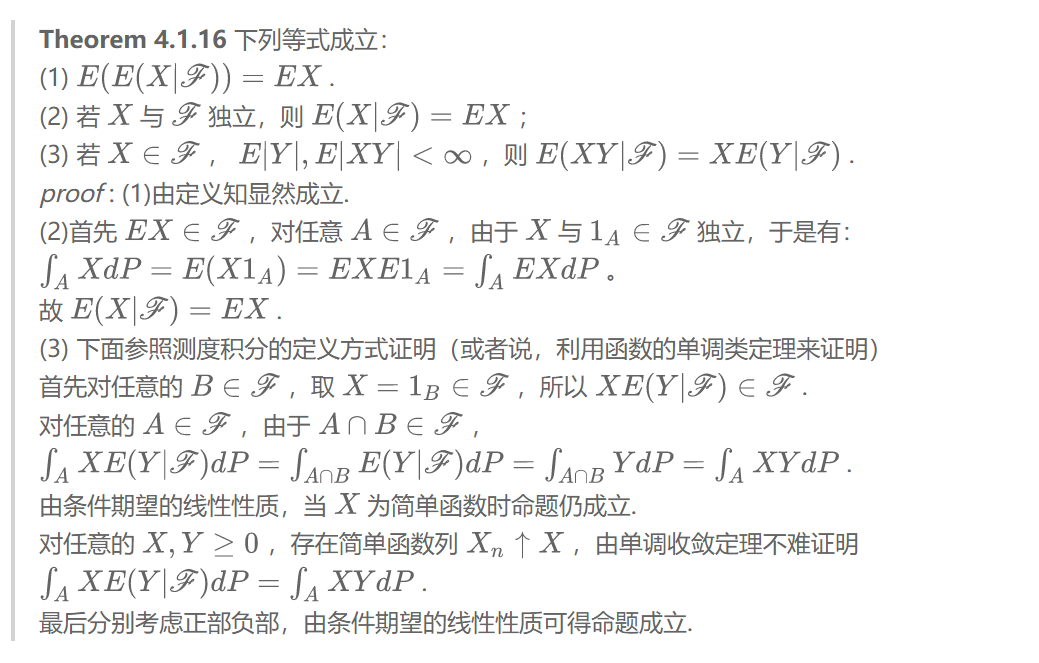 Theorem 4.1.16 下列等式成立：
(1) $E(E(X|\mathscr{F})) = EX$ .
(2) 若 $X$ 与 $\mathscr{F}$ 独立，则 $E(X|\mathscr{F}) = EX$ ；
(3) 若 $X \in \mathscr{F}$ ， $E|Y|, E|XY| < \infty$ ，则 $E(XY|\mathscr{F}) = XE(Y|\mathscr{F})$ .
proof : (1)由定义知显然成立.
(2)首先 $EX \in \mathscr{F}$ ，对任意 $A \in \mathscr{F}$ ，由于 $X$ 与 $1_A \in \mathscr{F}$ 独立，于是有：
$\int_A XdP = E(X1_A) = EXE1_A = \int_A EXdP$ 。
故 $E(X|\mathscr{F}) = EX$ .
(3) 下面参照测度积分的定义方式证明（或者说，利用函数的单调类定理来证明）
首先对任意的 $B \in \mathscr{F}$ ，取 $X = 1_B \in \mathscr{F}$ ，所以 $XE(Y|\mathscr{F}) \in \mathscr{F}$ .
对任意的 $A \in \mathscr{F}$ ，由于 $A \cap B \in \mathscr{F}$ ，
$\int_A XE(Y|\mathscr{F})dP = \int_{A \cap B} E(Y|\mathscr{F})dP = \int_{A \cap B} YdP = \int_A XYdP$ .
由条件期望的线性性质，当 $X$ 为简单函数时命题仍成立.
对任意的 $X, Y \geq 0$ ，存在简单函数列 $X_n \uparrow X$ ，由单调收敛定理不难证明
$\int_A XE(Y|\mathscr{F})dP = \int_A XYdP$ .
最后分别考虑正部负部，由条件期望的线性性质可得命题成立.